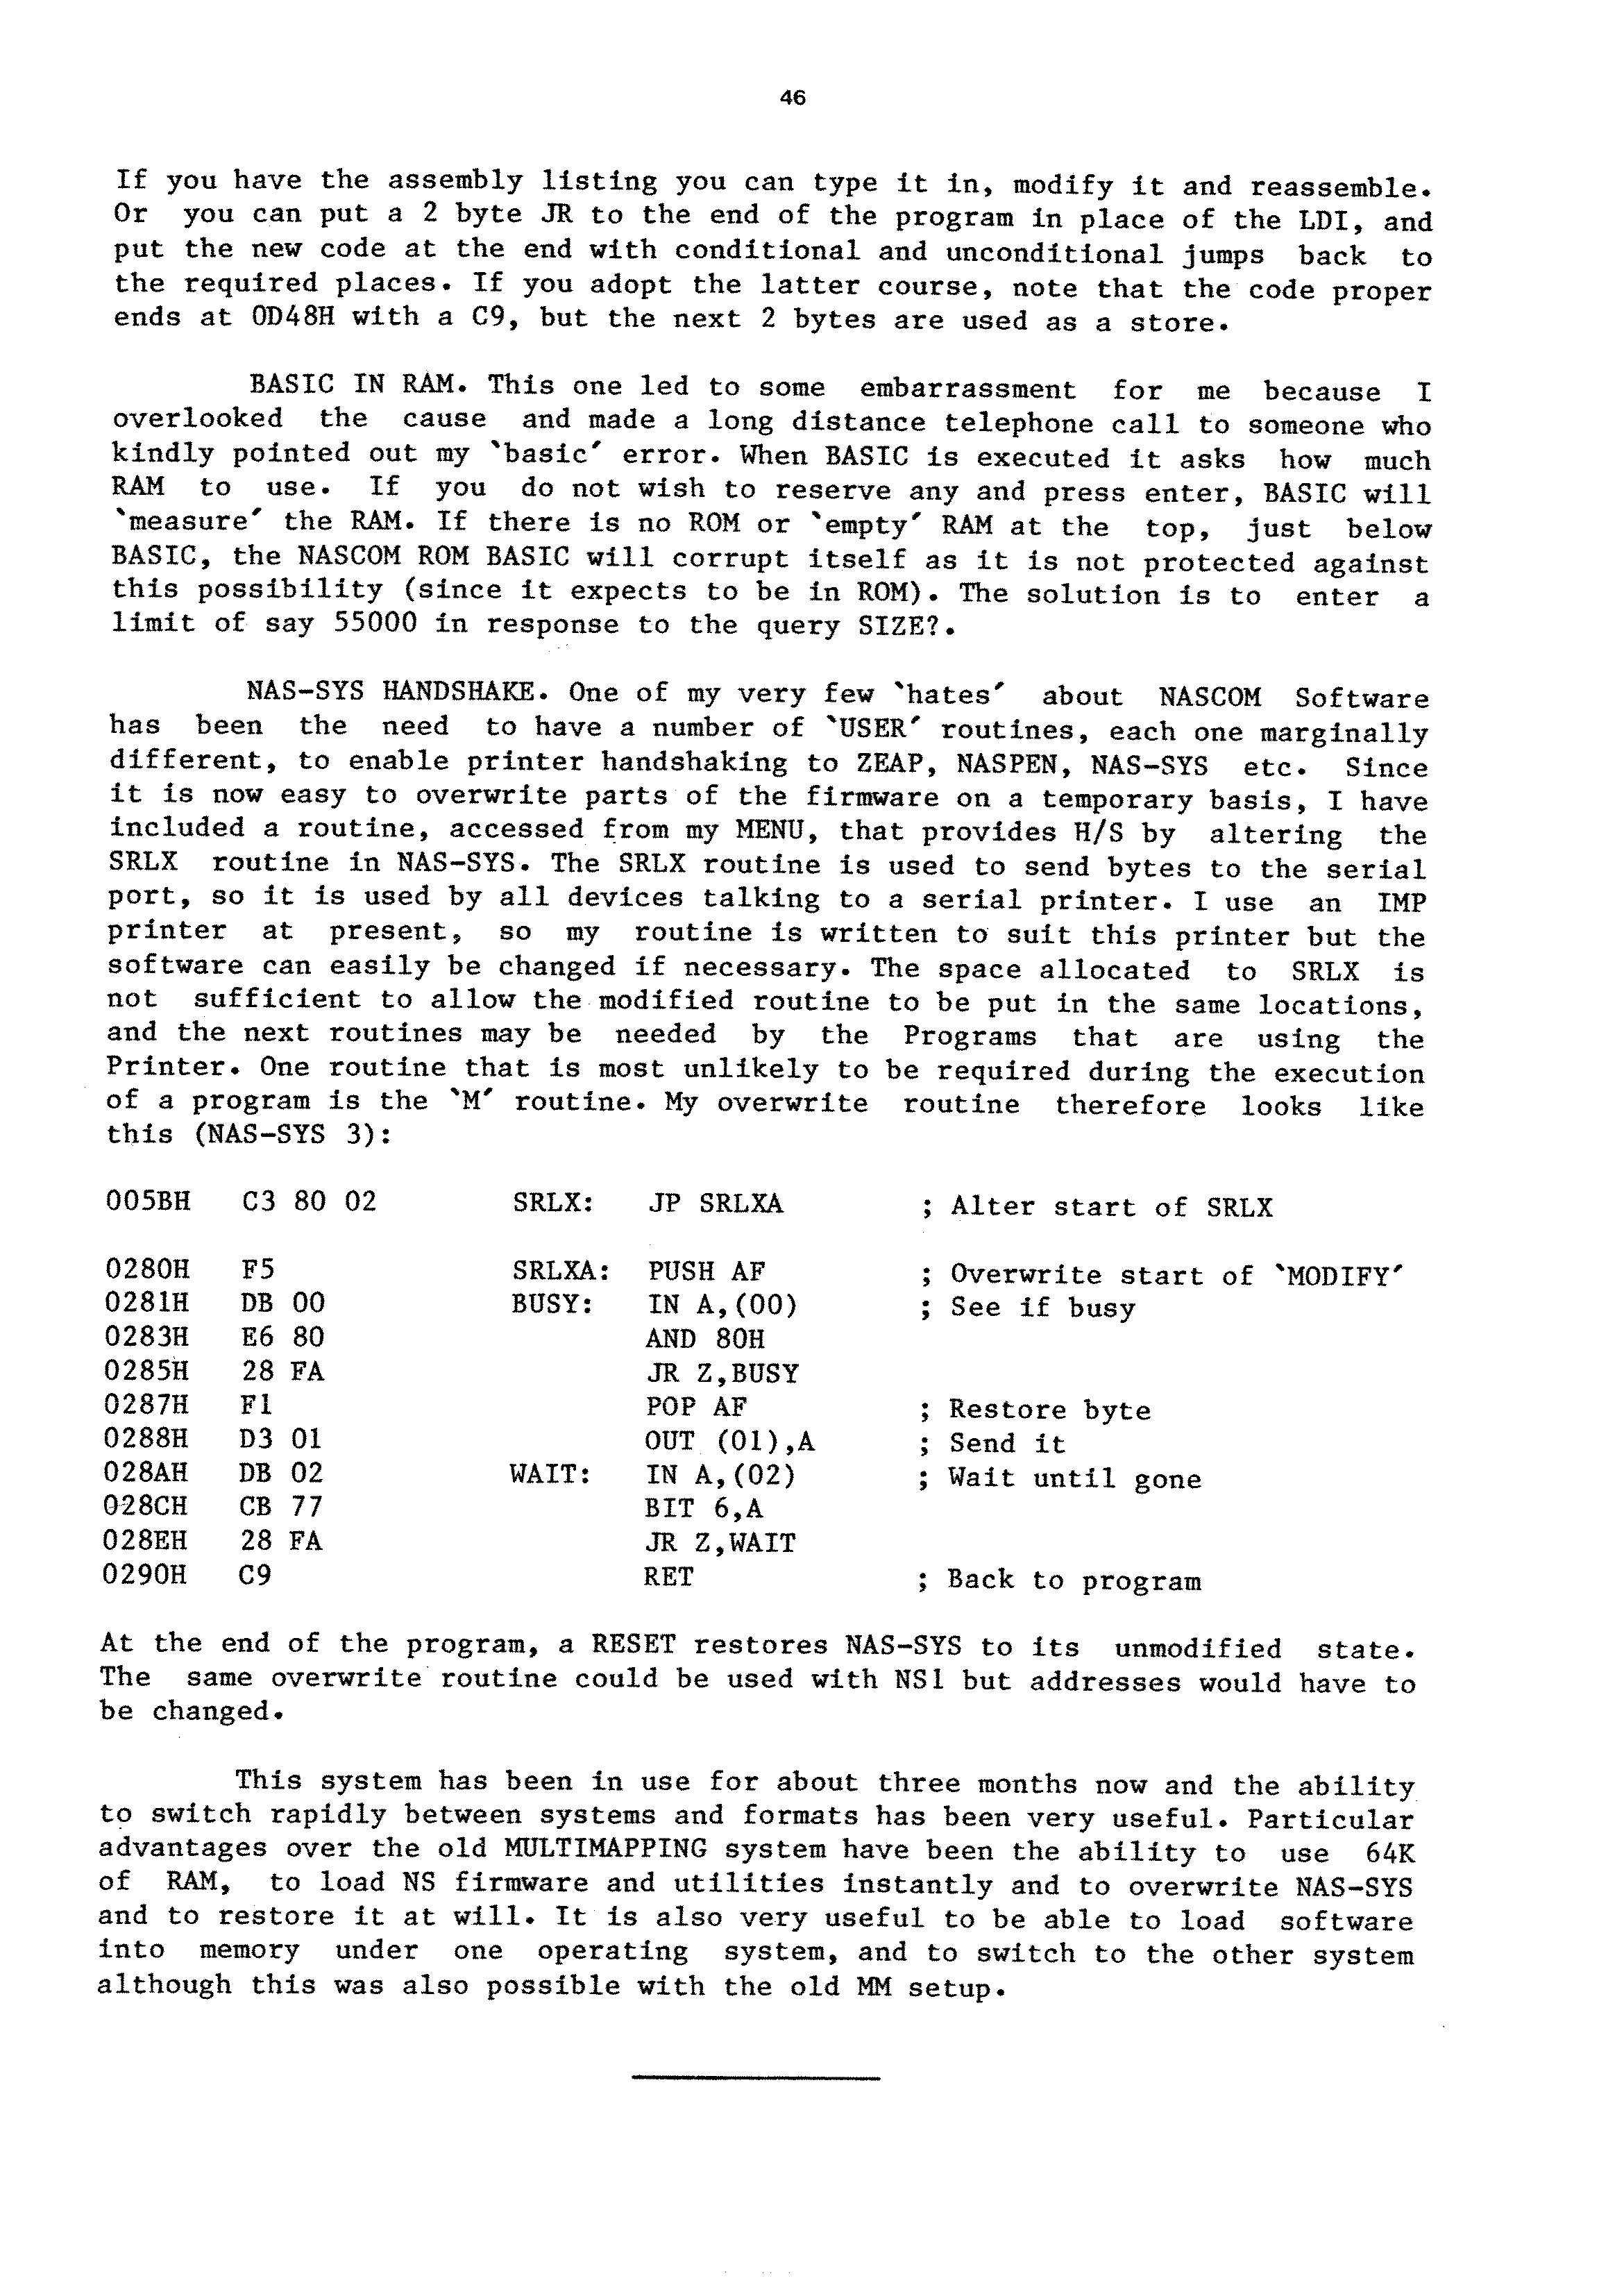 46
If you have the assembly listing you can type it in, modify it and reassemble.
Or you can put a 2 byte JR to the end of the program in place of the LDI, and
put the new code at the end with conditional and unconditional jumps back to
the required places. If you adopt the latter course, note that the code proper
ends at 0D48H with a C9, but the next 2 bytes are used as a store.
BASIC IN RAM. This one led to some embarrassment for me because I
overlooked the cause and made a long distance telephone call to someone who
kindly pointed out my `basic' error. When BASIC is executed it asks how much
RAM to use. If you do not wish to reserve any and press enter, BASIC will
`measure' the RAM. If there is no ROM or `empty' RAM at the top, just below
BASIC, the NASCOM ROM BASIC will corrupt itself as it is not protected against
this possibility (since it expects to be in ROM). The solution is to enter a
limit of say 55000 in response to the query SIZE?.
NAS-SYS HANDSHAKE. One of my very few `hates' about NASCOM Software
has been the need to have a number of `USER' routines, each one marginally
different, to enable printer handshaking to ZEAP, NASPEN, NAS-SYS etc. Since
it is now easy to overwrite parts of the firmware on a temporary basis, I have
included a routine, accessed from my MENU, that provides H/S by altering the
SRLX routine in NAS-SYS. The SRLX routine is used to send bytes to the serial
port, so it is used by all devices talking to a serial printer. I use an IMP
printer at present, so my routine is written to suit this printer but the
software can easily be changed if necessary. The space allocated to SRLX is
not sufficient to allow the modified routine to be put in the same locations,
and the next routines may be needed by the Programs that are using the
Printer. One routine that is most unlikely to be required during the execution
of a program is the `M' routine. My overwrite routine therefore looks like
this (NAS-SYS 3):
005BH C3 80 02 SRLX: JP SRLXA ; Alter start of SRLX
0280H F5 SRLXA: PUSH AF ; Overwrite start of `MODIFY'
0281H DB 00 BUSY: IN A,(00) ; See if busy
0283H E6 80 AND 80H
0285H 28 FA JR Z,BUSY
0287H F1 POP AF ; Restore byte
0288H D3 01 OUT (01),A ; Send it
028AH DB 02 WAIT: IN A,(02) ; Wait until gone
028CH CB 77 BIT 6,A
028EH 28 FA JR Z,WAIT
0290H C9 RET ; Back to program
At the end of the program, a RESET restores NAS-SYS to its unmodified state.
The same overwrite routine could be used with NS1 but addresses would have to
be changed.
This system has been in use for about three months now and the ability
to switch rapidly between systems and formats has been very useful. Particular
advantages over the old MULTIMAPPING system have been the ability to use 64K
of RAM, to load NS firmware and utilities instantly and to overwrite NAS-SYS
and to restore it at will. It is also very useful to be able to load software
into memory under one operating system, and to switch to the other system
although this was also possible with the old MM setup.